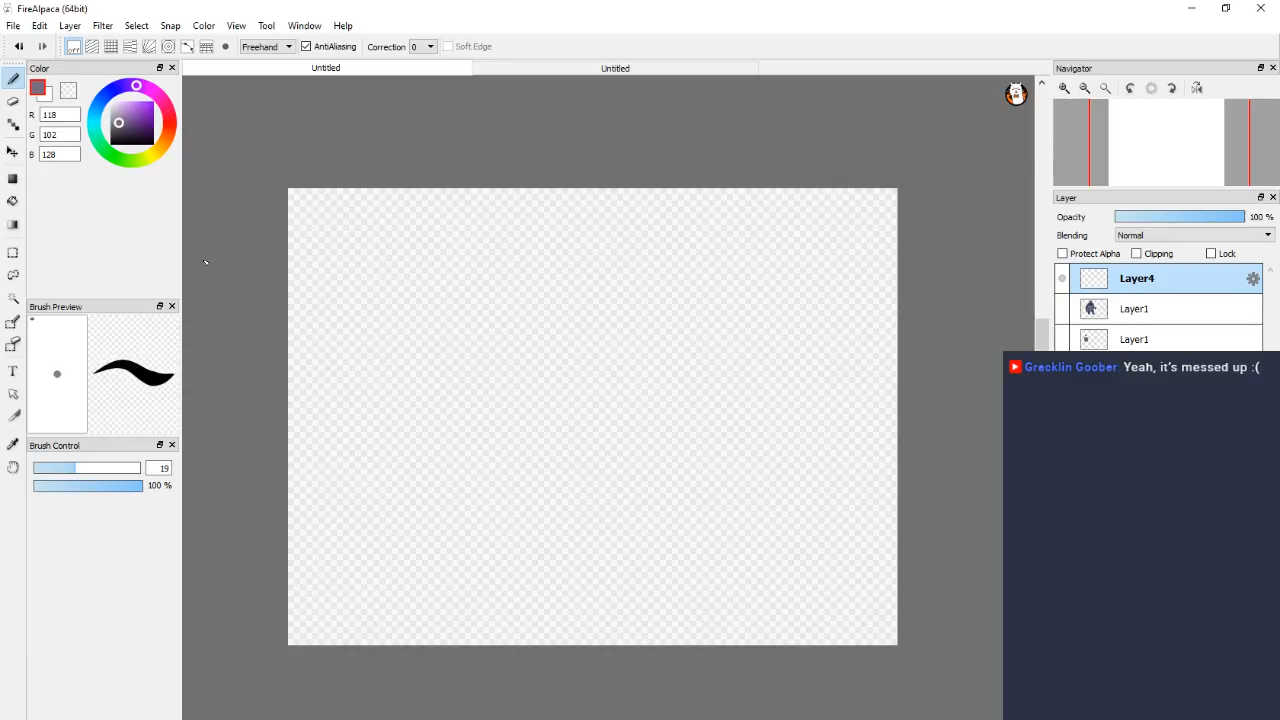 FireAlpaca (64bit)
File Edit Layer Filter Select Snap Color View Tool Window Help
off Freehand AntiAliasing Correction 0 Soft Edge
Color
Untitled Untitled
Navigator
R 118
G 102
B 128
Layer
Opacity 100 %
Blending Normal
Protect Alpha Clipping Lock
Layer4
Layer1
Layer1
Brush Preview
Gracklin Goober Yeah, it's messed up :(
Brush Control
19
100 %
T